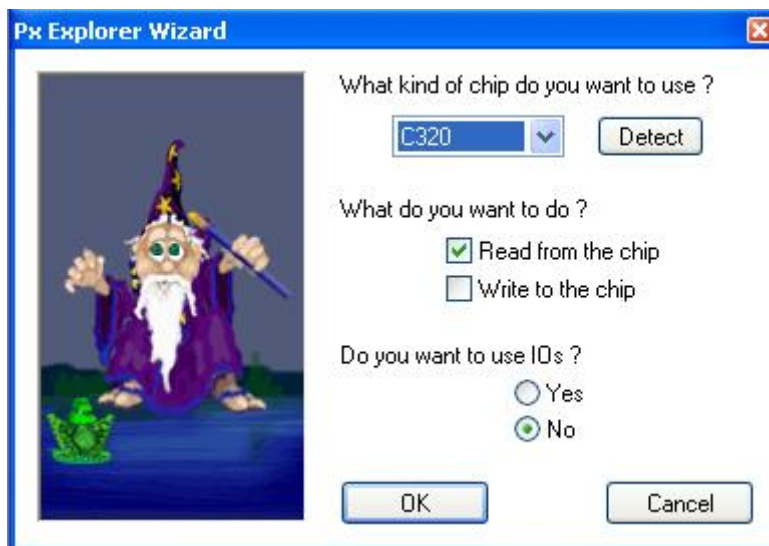 Px Explorer Wizard
What kind of chip do you want to use ?
C320
Detect
What do you want to do ?
Read from the chip
Write to the chip
Do you want to use IOs ?
Yes
No
OK
Cancel